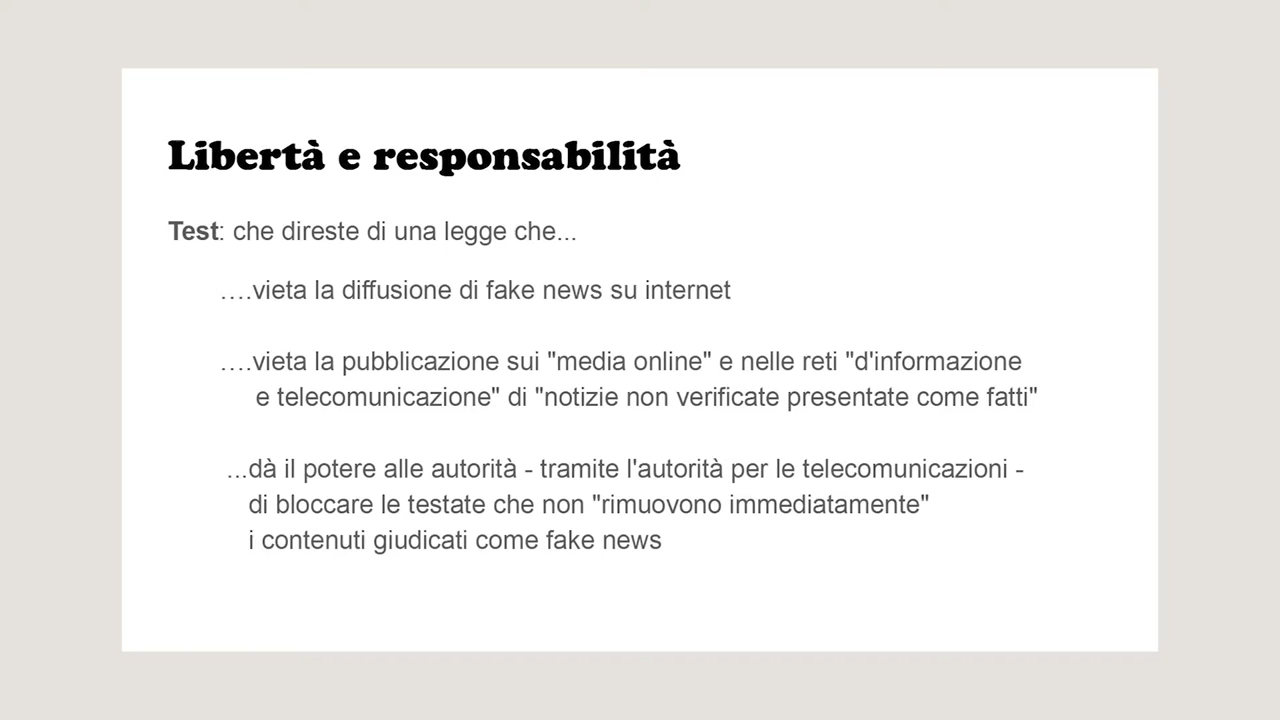 Libertà e responsabilità
Test: che direste di una legge che...
….vieta la diffusione di fake news su internet
….vieta la pubblicazione sui "media online" e nelle reti "d'informazione
e telecomunicazione" di "notizie non verificate presentate come fatti"
...dà il potere alle autorità - tramite l'autorità per le telecomunicazioni -
di bloccare le testate che non "rimuovono immediatamente"
i contenuti giudicati come fake news